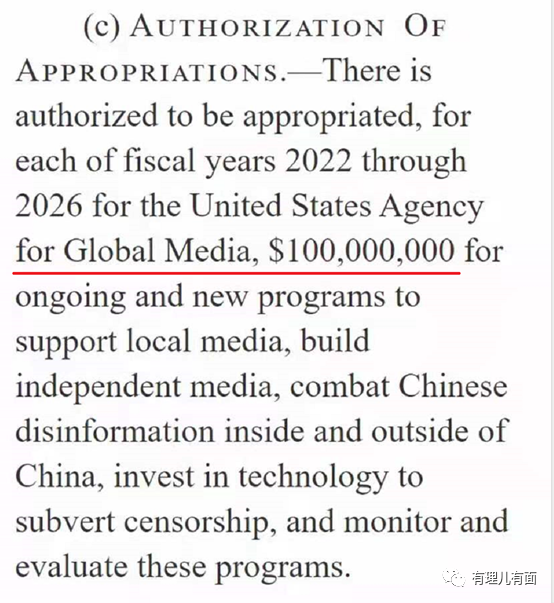 (c) AUTHORIZATION OF
APPROPRIATIONS.—There is
authorized to be appropriated, for
each of fiscal years 2022 through
2026 for the United States Agency
for Global Media, $100,000,000 for
ongoing and new programs to
support local media, build
independent media, combat Chinese
disinformation inside and outside of
China, invest in technology to
subvert censorship, and monitor and
evaluate these programs.
有理儿有面